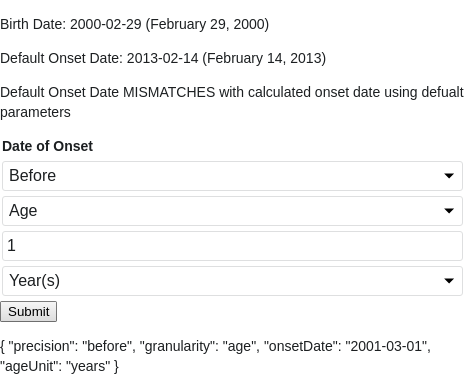 Birth Date: 2000-02-29 (February 29, 2000)
Default Onset Date: 2013-02-14 (February 14, 2013)
Default Onset Date MISMATCHES with calculated onset date using defualt
parameters
Date of Onset
Before
Age
1
Year(s)
Submit
{ "precision": "before", "granularity": "age", "onsetDate": "2001-03-01",
"ageUnit": "years" }